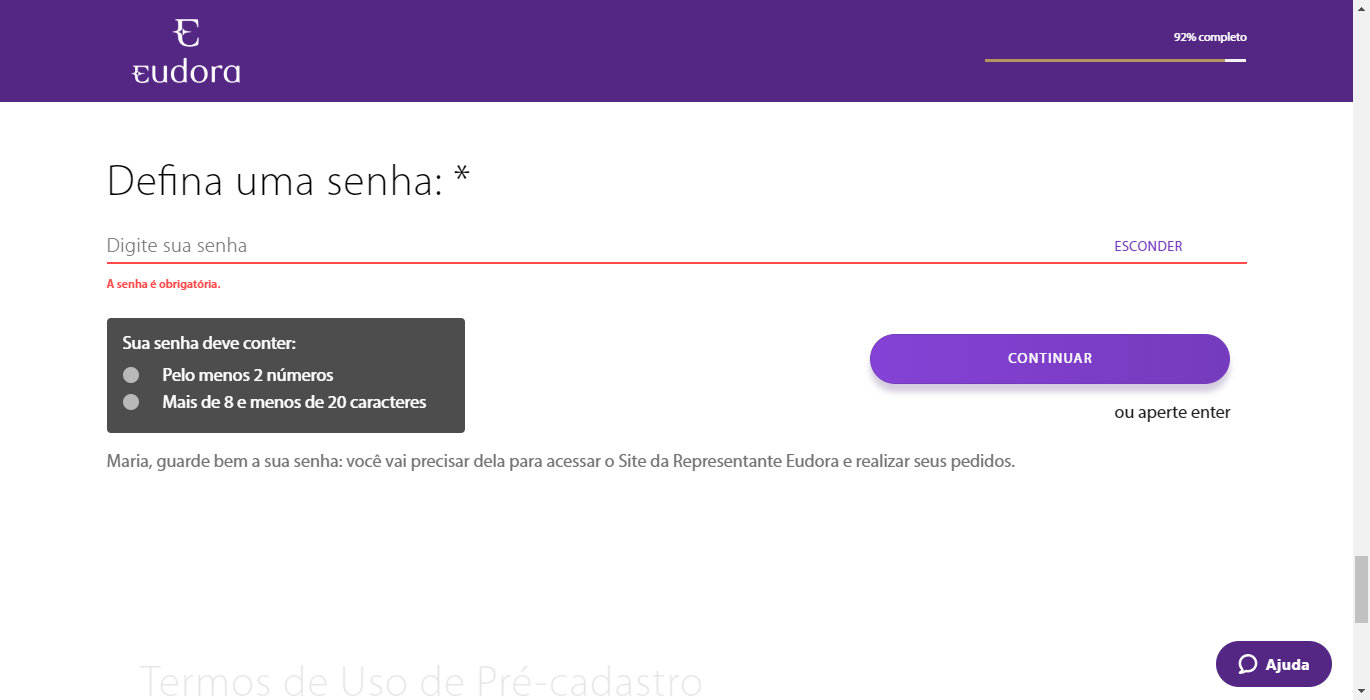 E
eudora
92% completo
Defina uma senha: *
Digite sua senha
ESCONDER
A senha é obrigatória.
Sua senha deve conter:
Pelo menos 2 números
Mais de 8 e menos de 20 caracteres
CONTINUAR
ou aperte enter
Maria, guarde bem a sua senha: você vai precisar dela para acessar o Site da Representante Eudora e realizar seus pedidos.
Termos de Uso de Pré-cadastro
Ajuda